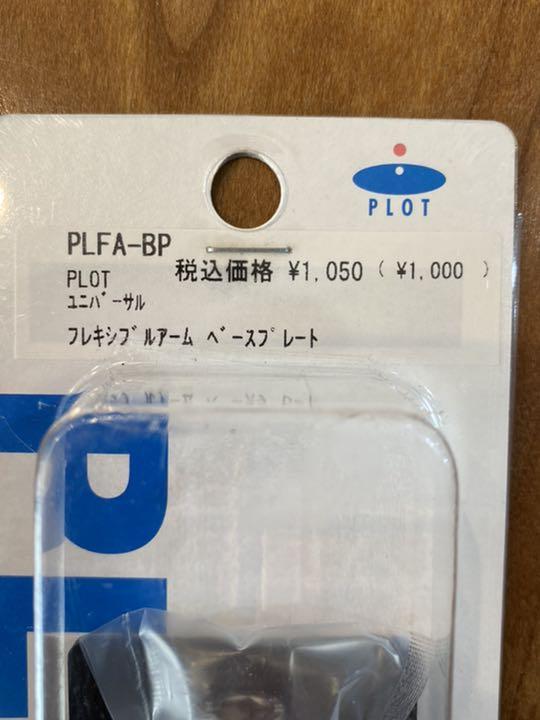 PLOT
PLFA-BP
税込価格 ¥1,050 ( ¥1,000 )
PLOT
ユニバーサル
フレキシブルアーム ベースプレート
PL